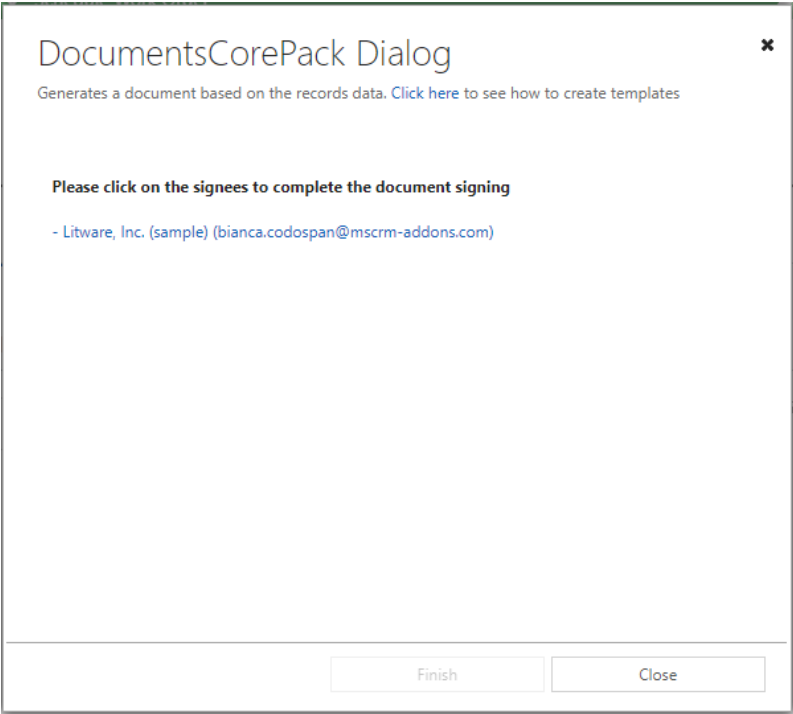 DocumentsCorePack Dialog
Generates a document based on the records data. Click here to see how to create templates
Please click on the signees to complete the document signing
- Litware, Inc. (sample) (bianca.codospan@mscrm-addons.com)
Finish
Close